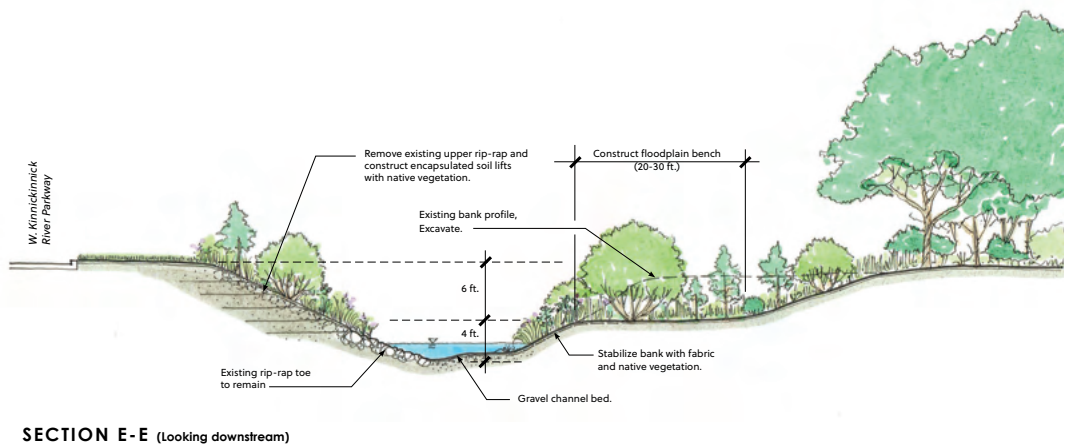 W. Kinnickinnick
River Parkway
Remove existing upper rip-rap and
construct encapsulated soil lifts
with native vegetation.
Construct floodplain bench
(20-30 ft.)
Existing bank profile,
Excavate.
6 ft.
4 ft.
Existing rip-rap toe
to remain
Stabilize bank with fabric
and native vegetation.
Gravel channel bed.
SECTION E-E (Looking downstream)